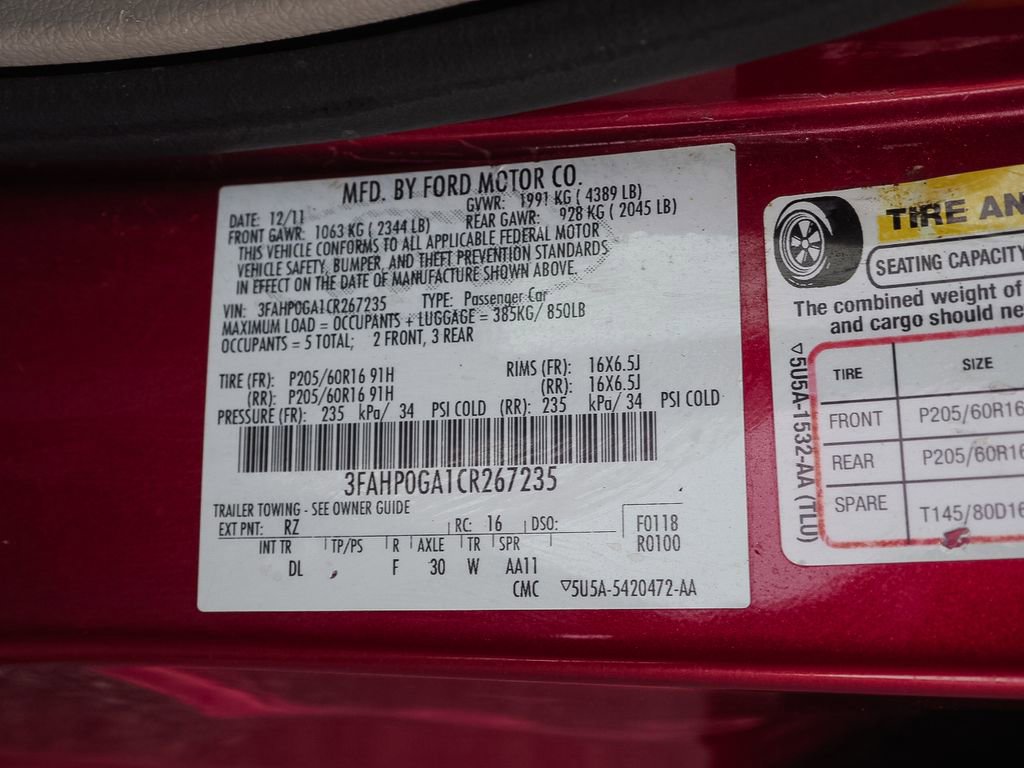 MFD. BY FORD MOTOR CO.
DATE: 12/11 GVWR: 1991 KG ( 4389 LB)
FRONT GAWR: 1063 KG ( 2344 LB) REAR GAWR: 928 KG ( 2045 LB)
THIS VEHICLE CONFORMS TO ALL APPLICABLE FEDERAL MOTOR
VEHICLE SAFETY, BUMPER, AND THEFT PREVENTION STANDARDS
IN EFFECT ON THE DATE OF MANUFACTURE SHOWN ABOVE.
VIN: 3FAHP0GA1CR267235 TYPE: Passenger Car
MAXIMUM LOAD = OCCUPANTS + LUGGAGE = 385KG/ 850LB
OCCUPANTS = 5 TOTAL; 2 FRONT, 3 REAR
TIRE (FR): P205/60R16 91H RIMS (FR): 16X6.5J
(RR): P205/60R16 91H (RR): 16X6.5J
PRESSURE (FR): 235 kPa/ 34 PSI COLD (RR): 235 kPa/ 34 PSI COLD
3FAHP0GA1CR267235
TRAILER TOWING - SEE OWNER GUIDE
EXT PNT: RZ RC: 16 DSO: F0118
INT TR TP/PS R AXLE TR SPR R0100
DL F 30 W AA11
CMC ▽5U5A-5420472-AA
TIRE AN
SEATING CAPACITY
The combined weight of
and cargo should ne
▽5U5A-1532-AA (TLU)
TIRE SIZE
FRONT P205/60R16
REAR P205/60R16
SPARE T145/80D16